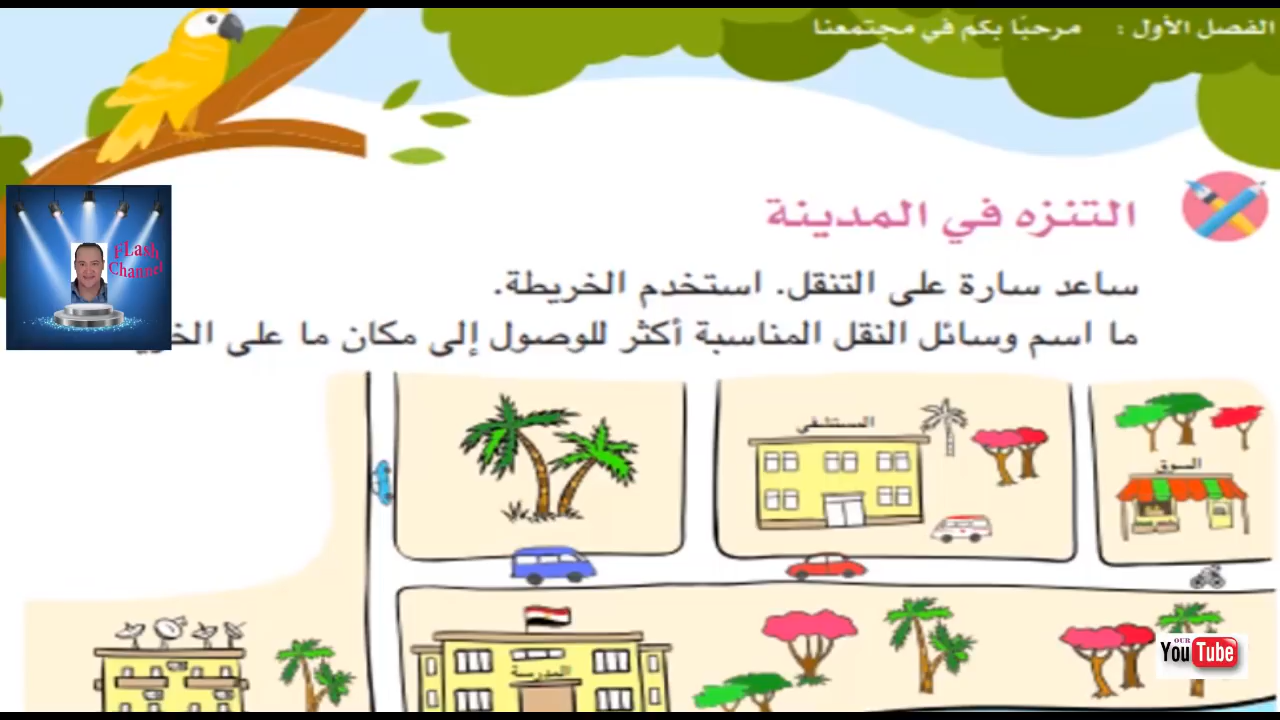 الفصل الأول : مرحبًا بكم في مجتمعنا
التنزه في المدينة
ساعد سارة على التنقل. استخدم الخريطة.
ما اسم وسائل النقل المناسبة أكثر للوصول إلى مكان ما على
FLash
Channel
المستشفى
السوق
المدرسة
OUR
YouTube